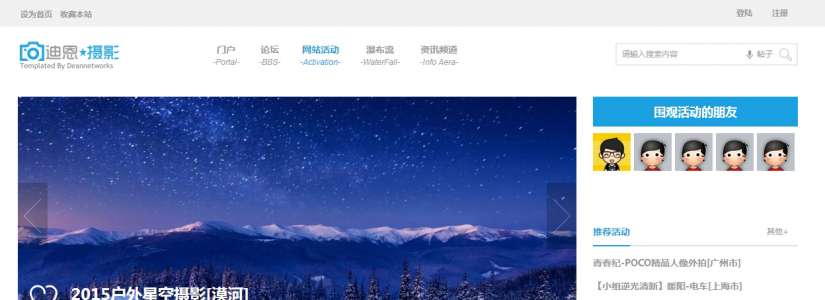 设为首页 收藏本站 登陆 注册
迪恩★摄影
Templated By Deannetworks
门户 论坛 网站活动 瀑布流 资讯频道
-Portal- -BBS- -Activation- -WaterFall- -Info Aera-
请输入搜索内容 帖子
围观活动的朋友
推荐活动 其他+
青春纪-POCO精品人像外拍[广州市]
【小组逆光清新】暖阳-电车[上海市]
2015户外星空摄影[漠河]